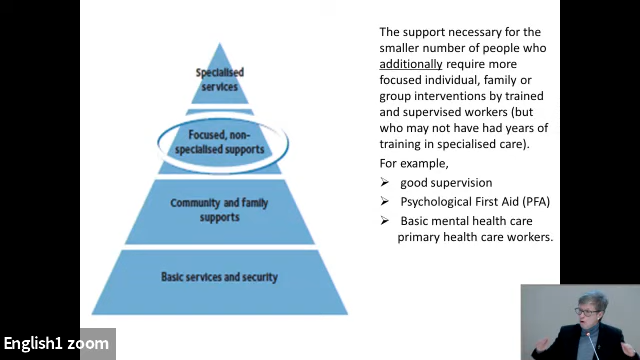 Specialised
services
Focused, non-
specialised supports
Community and family
supports
Basic services and security
The support necessary for the
smaller number of people who
additionally require more
focused individual, family or
group interventions by trained
and supervised workers (but
who may not have had years of
training in specialised care).
For example,
➢ good supervision
➢ Psychological First Aid (PFA)
➢ Basic mental health care
primary health care workers.
English1 zoom